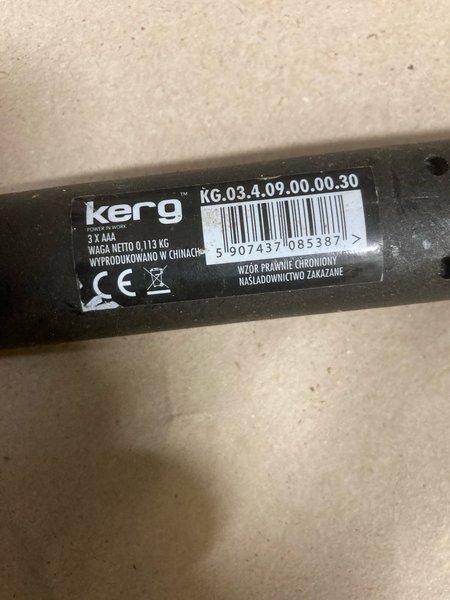 kerg™
POWER IN WORK
3 X AAA
WAGA NETTO 0,113 KG
WYPRODUKOWANO W CHINACH
CE
KG.03.4.09.00.00.30
5 907437 085387 >
WZÓR PRAWNIE CHRONIONY
NAŚLADOWNICTWO ZAKAZANE